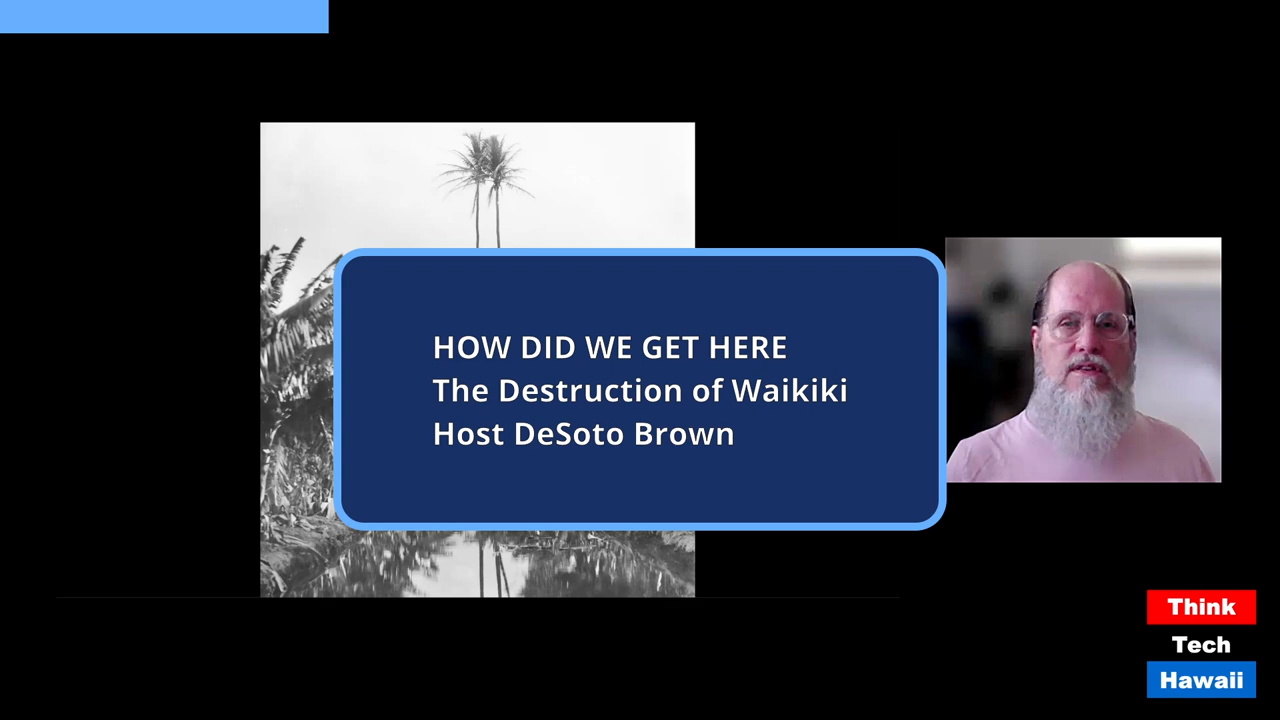 HOW DID WE GET HERE
The Destruction of Waikiki
Host DeSoto Brown
Think
Tech
Hawaii